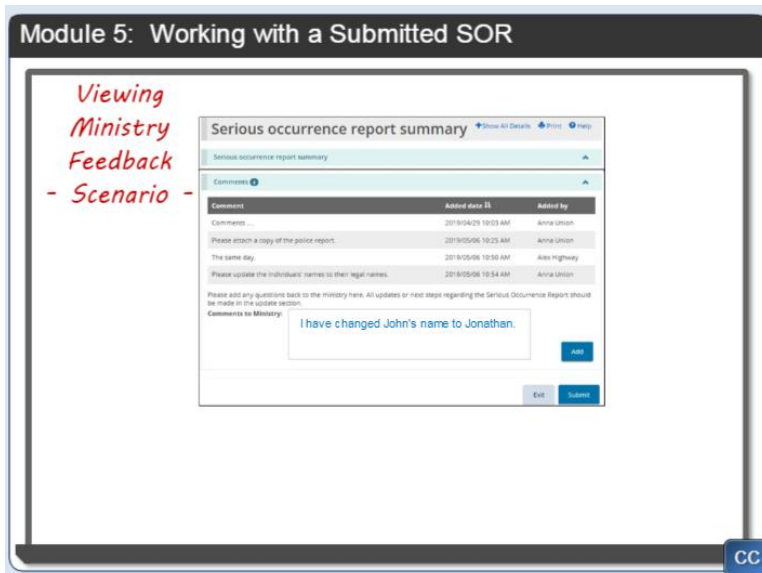 Module 5: Working with a Submitted SOR
Viewing
Ministry
Feedback
- Scenario -
Serious occurrence report summary Show All Details Print Help
Serious occurrence report summary
Comments
Comment Added date Added by
Comments .... 2019/04/29 10:03 AM Anna Union
Please attach a copy of the police report. 2019/05/06 10:25 AM Anna Union
The same day. 2019/05/06 10:50 AM Alex Highway
Please update the individuals' names to their legal names. 2019/05/06 10:54 AM Anna Union
Please add any questions back to the ministry here. All updates or next steps regarding the Serious Occurrence Report should
be made in the update section.
Comments to Ministry:
I have changed John's name to Jonathan.
Add
Exit Submit
CC